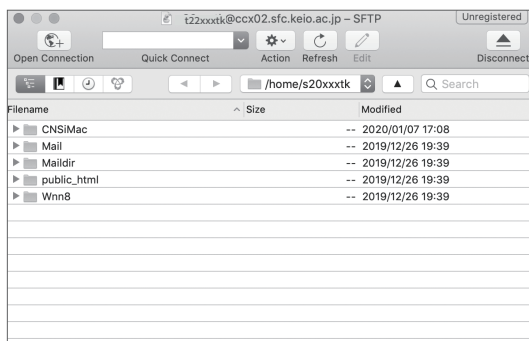 t22xxxtk@ccx02.sfc.keio.ac.jp – SFTP
Unregistered
Open Connection
Quick Connect
Action
Refresh
Edit
Disconnect
/home/s20xxxtk
Search
Filename
Size
Modified
CNSiMac -- 2020/01/07 17:08
Mail -- 2019/12/26 19:39
Maildir -- 2019/12/26 19:39
public_html -- 2019/12/26 19:39
Wnn8 -- 2019/12/26 19:39